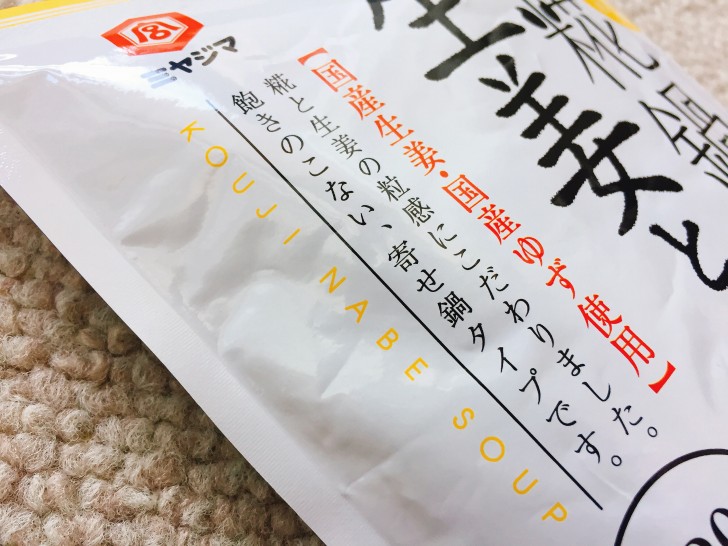 ミヤジマ
糀鍋
生姜と
【国産生姜・国産ゆず使用】
糀と生姜の粒感にこだわりました。
飽きのこない、寄せ鍋タイプです。
KOUJI NABE SOUP